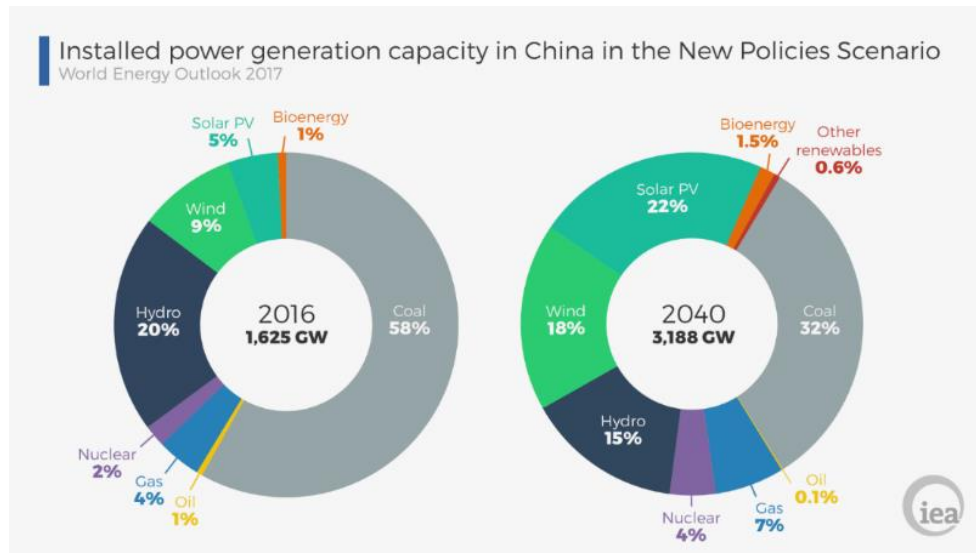 Installed power generation capacity in China in the New Policies Scenario
World Energy Outlook 2017
Solar PV
5%
Bioenergy
1%
Wind
9%
Hydro
20%
2016
1,625 GW
Coal
58%
Nuclear
2%
Gas
4%
Oil
1%
Bioenergy
1.5%
Other
renewables
0.6%
Solar PV
22%
Wind
18%
2040
3,188 GW
Coal
32%
Hydro
15%
Nuclear
4%
Gas
7%
Oil
0.1%
iea